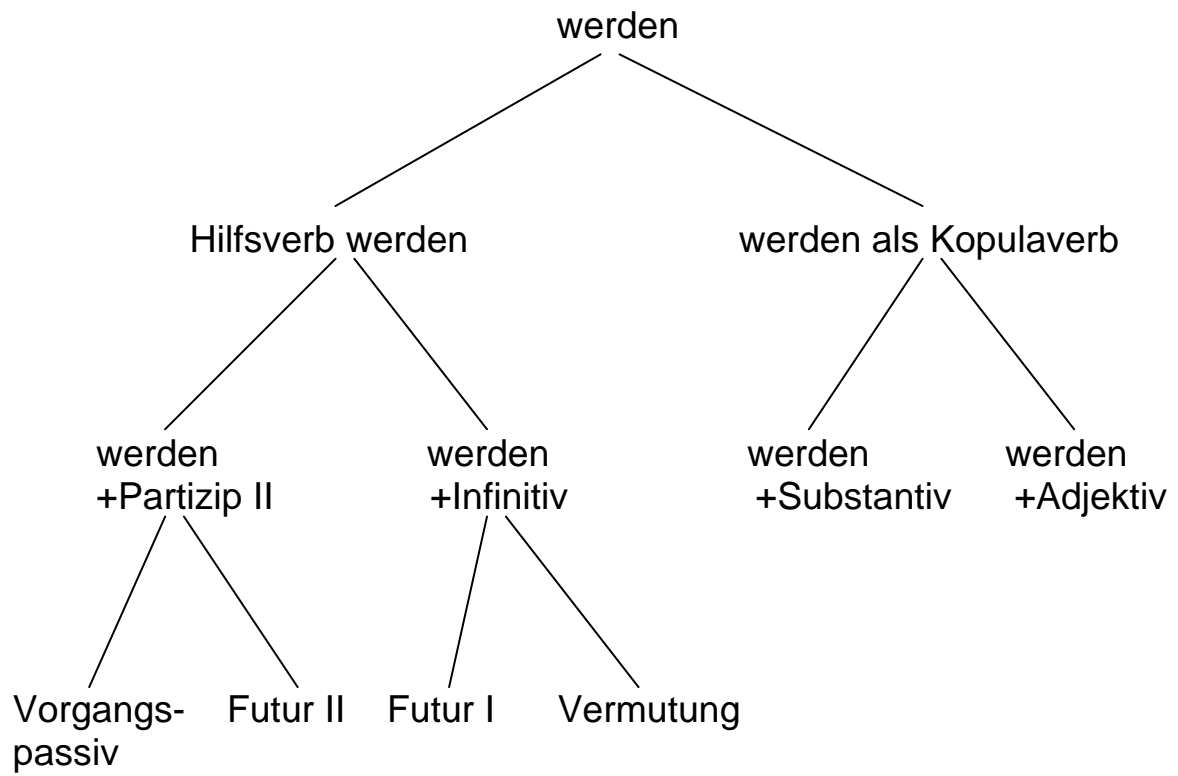 werden
Hilfsverb werden
werden als Kopulaverb
werden
+Partizip II
werden
+Infinitiv
werden
+Substantiv
werden
+Adjektiv
Vorgangs-
passiv
Futur II
Futur I
Vermutung